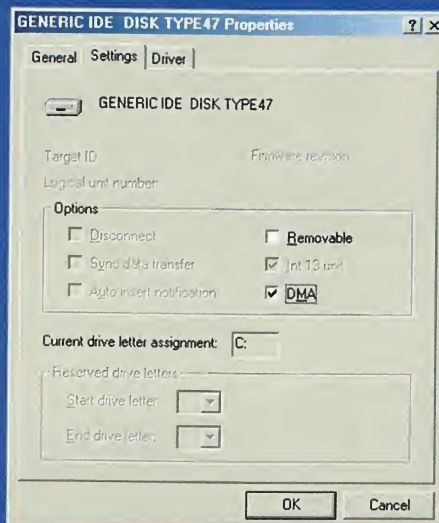 GENERIC IDE DISK TYPE47 Properties
General Settings Driver
GENERIC IDE DISK TYPE47
Target ID Firmware revision
Logical unit number:
Options
Disconnect Removable
Sync data transfer Int 13 unit
Auto insert notification DMA
Current drive letter assignment: C:
Reserved drive letters
Start drive letter:
End drive letter:
OK Cancel